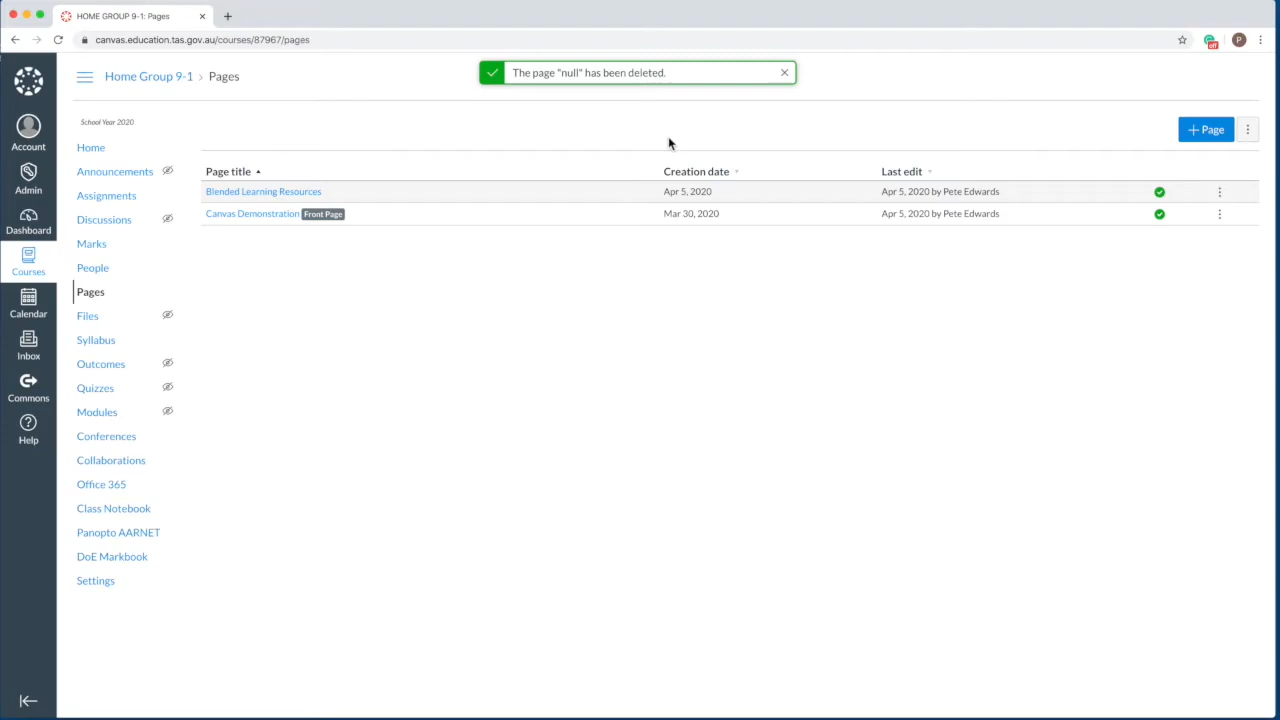 HOME GROUP 9-1: Pages
canvas.education.tas.gov.au/courses/87967/pages
off
P
Home Group 9-1 > Pages
The page "null" has been deleted.
School Year 2020
+ Page
Account
Admin
Dashboard
Courses
Calendar
Inbox
Commons
Help
Home
Announcements
Assignments
Discussions
Marks
People
Pages
Files
Syllabus
Outcomes
Quizzes
Modules
Conferences
Collaborations
Office 365
Class Notebook
Panopto AARNET
DoE Markbook
Settings
Page title Creation date Last edit
Blended Learning Resources Apr 5, 2020 Apr 5, 2020 by Pete Edwards
Canvas Demonstration Front Page Mar 30, 2020 Apr 5, 2020 by Pete Edwards